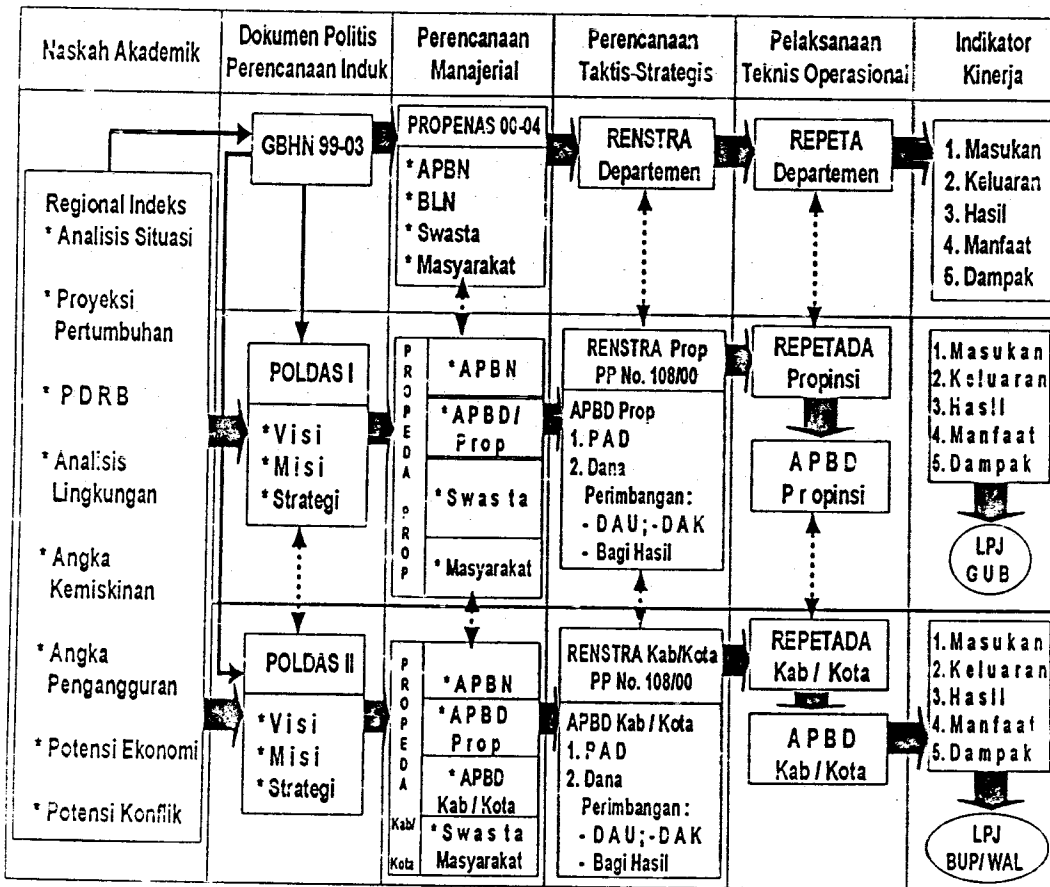 Naskah Akademik
Dokumen Politis
Perencanaan Induk
Perencanaan
Manajerial
Perencanaan
Taktis-Strategis
Pelaksanaan
Teknis Operasional
Indikator
Kinerja
Regional Indeks
* Analisis Situasi
* Proyeksi
Pertumbuhan
* PDRB
* Analisis
Lingkungan
* Angka
Kemiskinan
* Angka
Pengangguran
* Potensi Ekonomi
* Potensi Konflik
GBHN 99-03
PROPENAS 00-04
* APBN
* BLN
* Swasta
* Masyarakat
RENSTRA
Departemen
REPETA
Departemen
1. Masukan
2. Keluaran
3. Hasil
4. Manfaat
5. Dampak
POLDAS I
* Visi
* Misi
* Strategi
PROPEDA PROP
* APBN
* APBD/
Prop
* Swasta
* Masyarakat
RENSTRA Prop
PP No. 108/00
APBD Prop
1. PAD
2. Dana
Perimbangan :
- DAU; - DAK
- Bagi Hasil
REPETADA
Propinsi
APBD
Propinsi
1. Masukan
2. Keluaran
3. Hasil
4. Manfaat
5. Dampak
LPJ
GUB
POLDAS II
* Visi
* Misi
* Strategi
PROPEDA
Kab/
Kota
* APBN
* APBD
Prop
* APBD
Kab / Kota
* Swasta
Masyarakat
RENSTRA Kab/Kota
PP No. 108/00
APBD Kab / Kota
1. PAD
2. Dana
Perimbangan :
- DAU; - DAK
- Bagi Hasil
REPETADA
Kab / Kota
APBD
Kab / Kota
1. Masukan
2. Keluaran
3. Hasil
4. Manfaat
5. Dampak
LPJ
BUP/ WAL